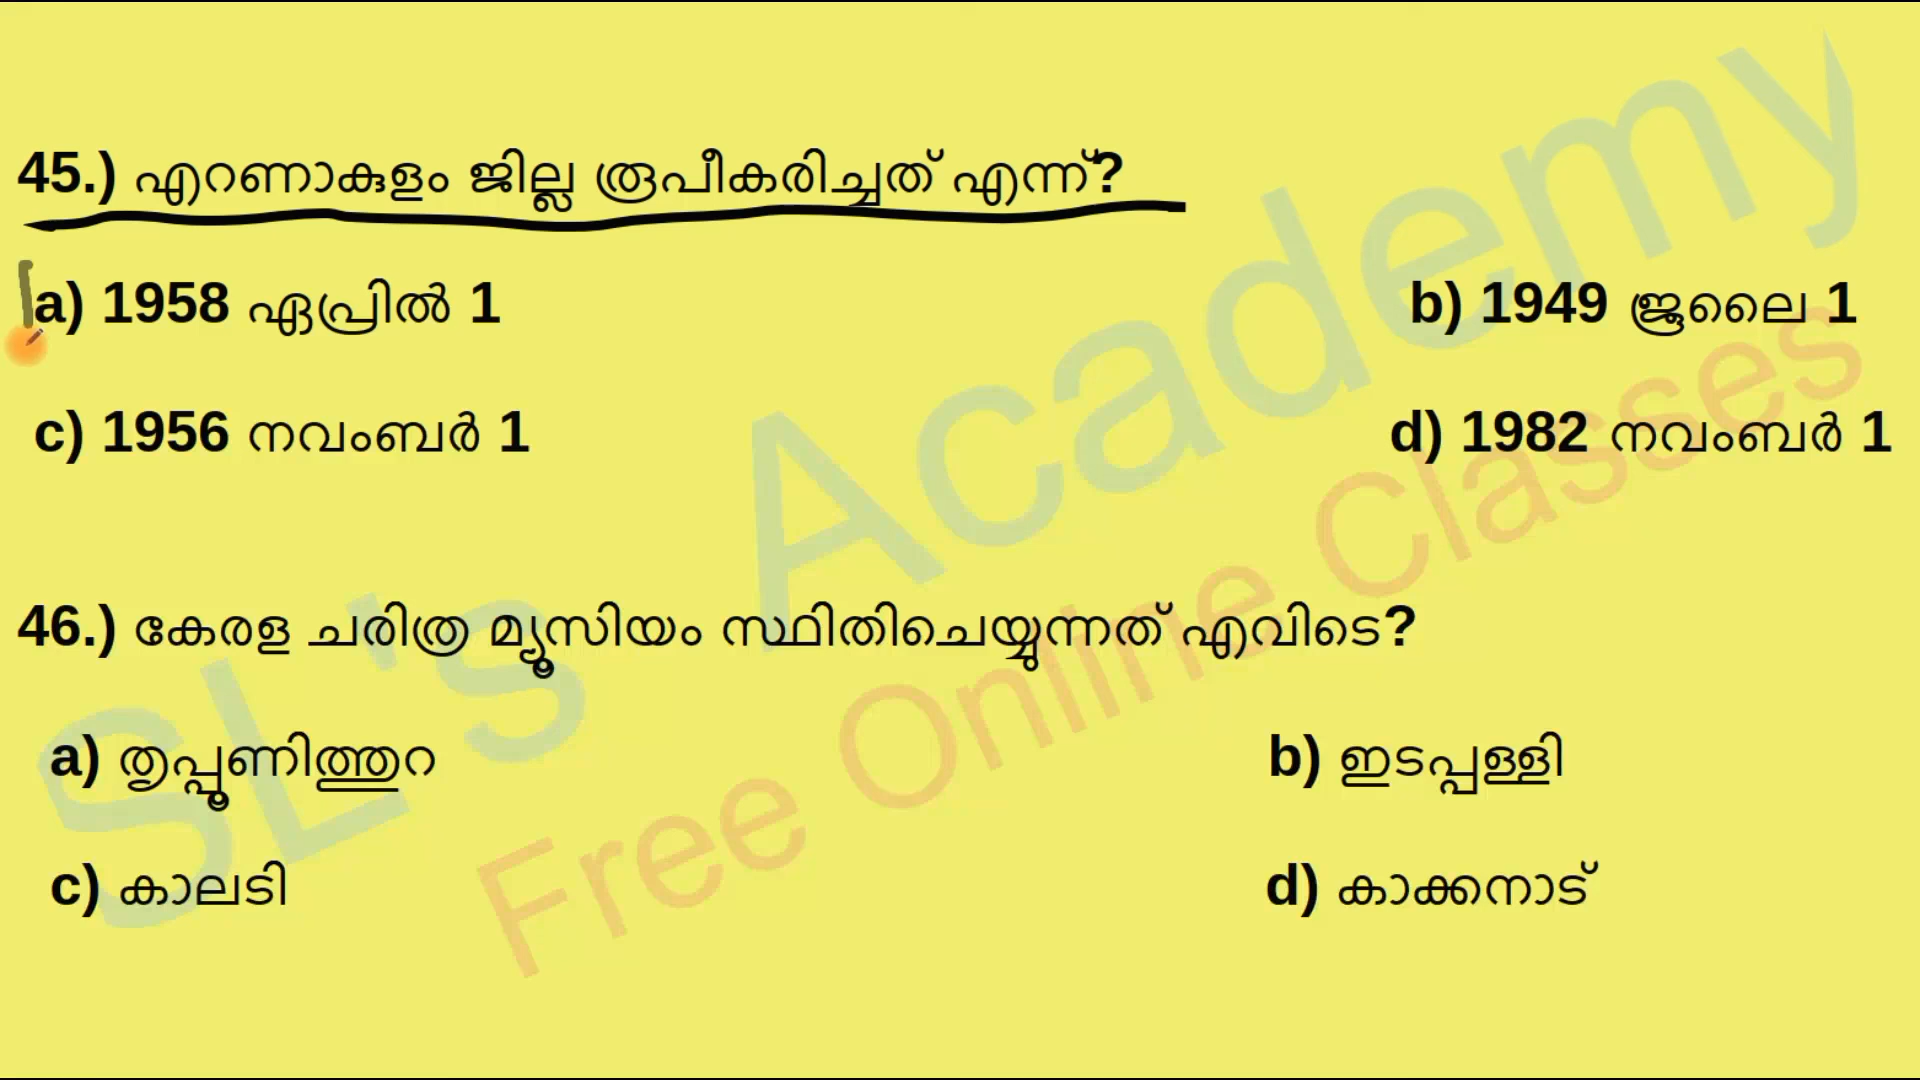 45.) എറണാകുളം ജില്ല രൂപീകരിച്ചത് എന്ന്?
a) 1958 ഏപ്രിൽ 1 b) 1949 ജൂലൈ 1
c) 1956 നവംബർ 1 d) 1982 നവംബർ 1
46.) കേരള ചരിത്ര മ്യൂസിയം സ്ഥിതിചെയ്യുന്നത് എവിടെ?
a) തൃപ്പൂണിത്തുറ b) ഇടപ്പള്ളി
c) കാലടി d) കാക്കനാട്
SL's Academy
Free Online Classes